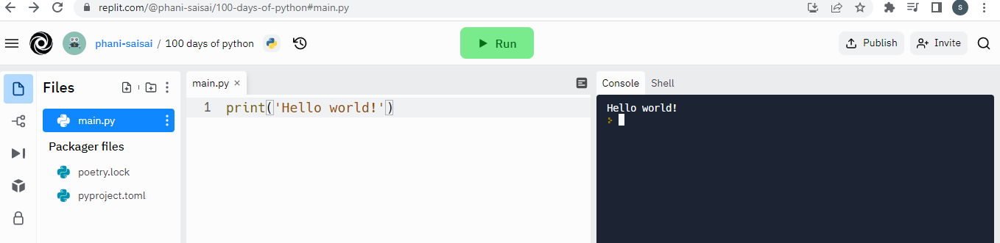 replit.com/@phani-saisai/100-days-of-python#main.py
S
phani-saisai / 100 days of python
Run
Publish
Invite
Files
main.py
Packager files
poetry.lock
pyproject.toml
main.py ×
1 print('Hello world!')
Console Shell
Hello world!